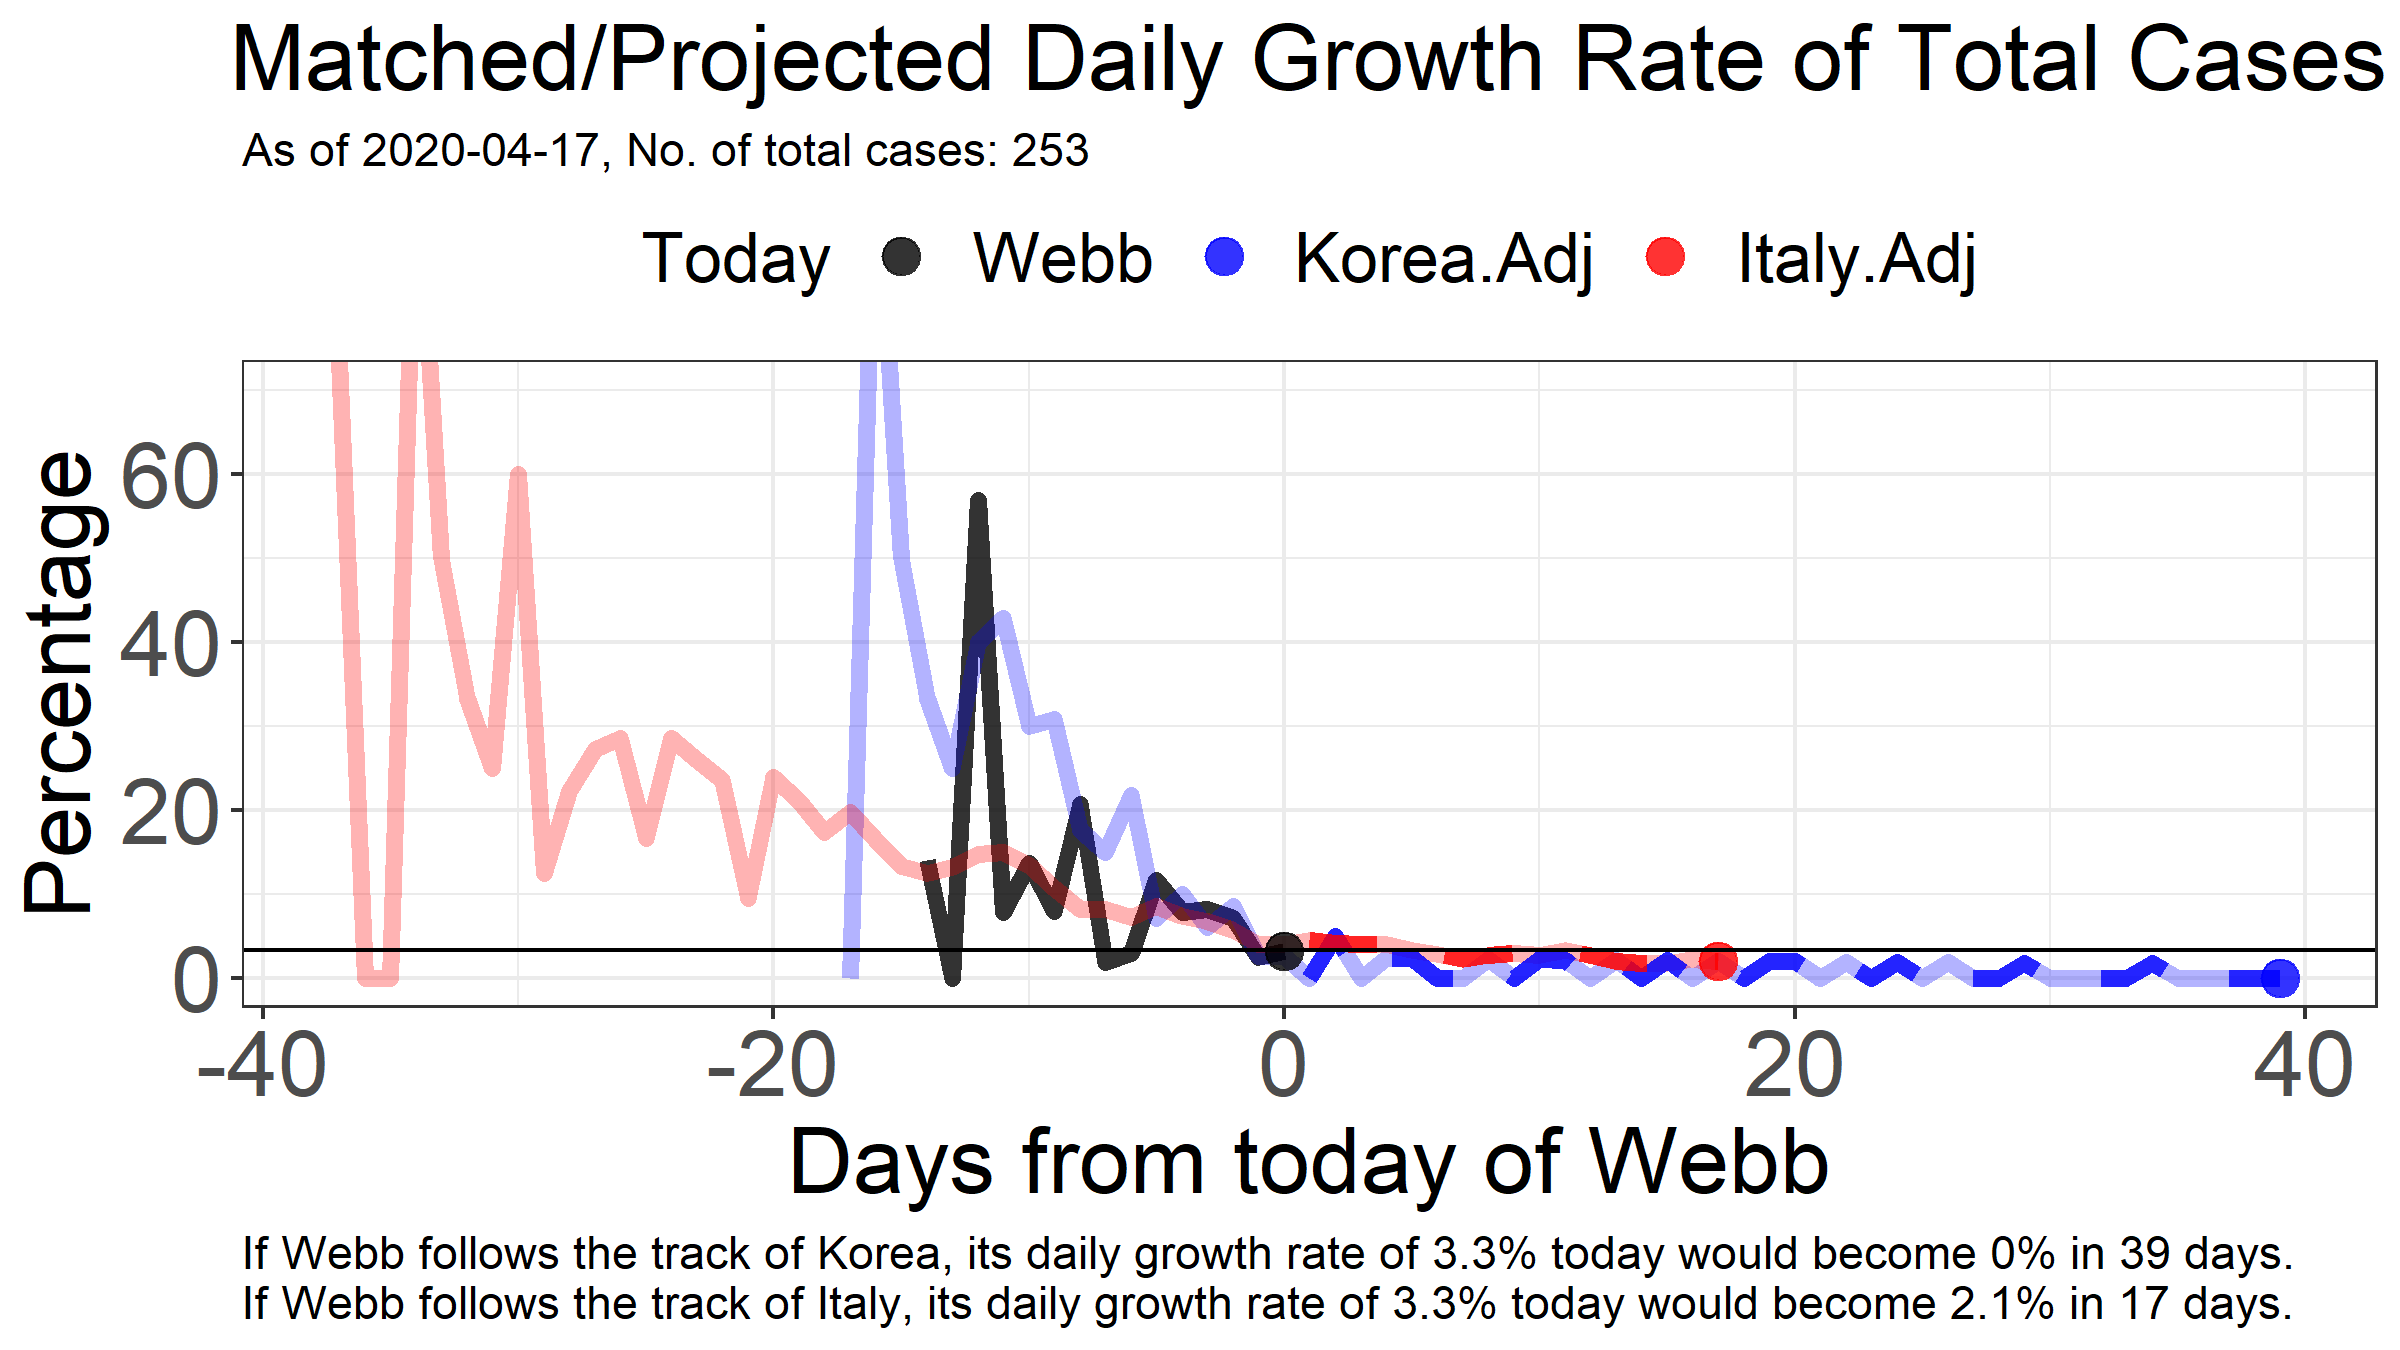 Matched/Projected Daily Growth Rate of Total Cases
As of 2020-04-17, No. of total cases: 253
Today Webb Korea.Adj Italy.Adj
Percentage
60
40
20
0
-40 -20 0 20 40
Days from today of Webb
If Webb follows the track of Korea, its daily growth rate of 3.3% today would become 0% in 39 days.
If Webb follows the track of Italy, its daily growth rate of 3.3% today would become 2.1% in 17 days.